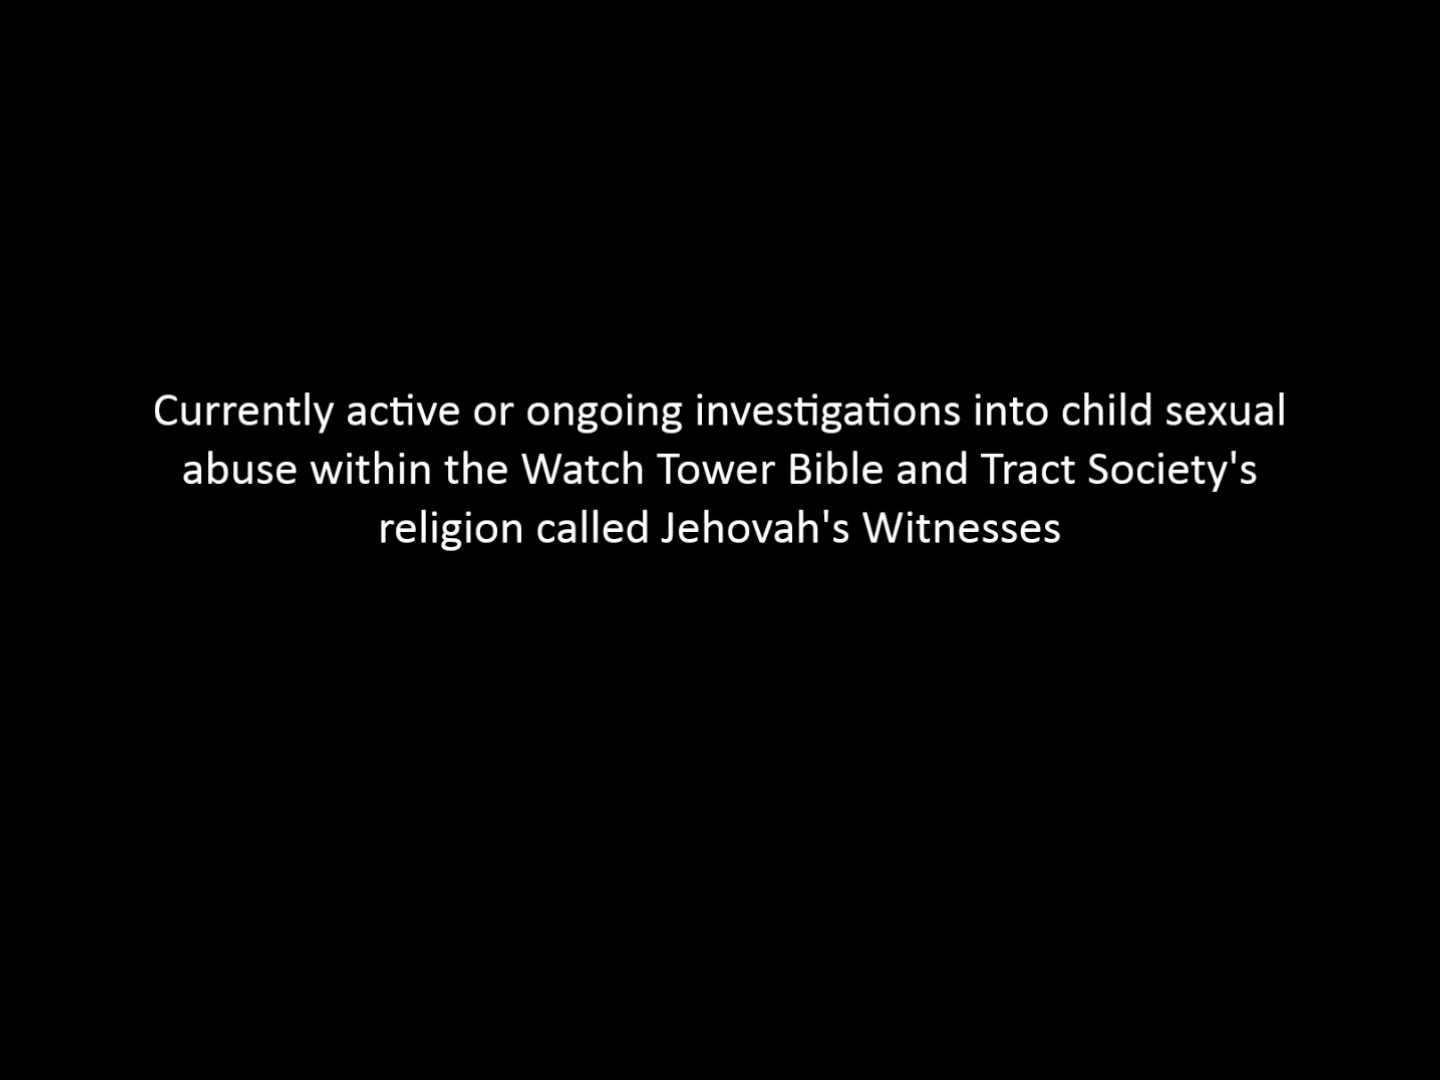 Currently active or ongoing investigations into child sexual
abuse within the Watch Tower Bible and Tract Society's
religion called Jehovah's Witnesses